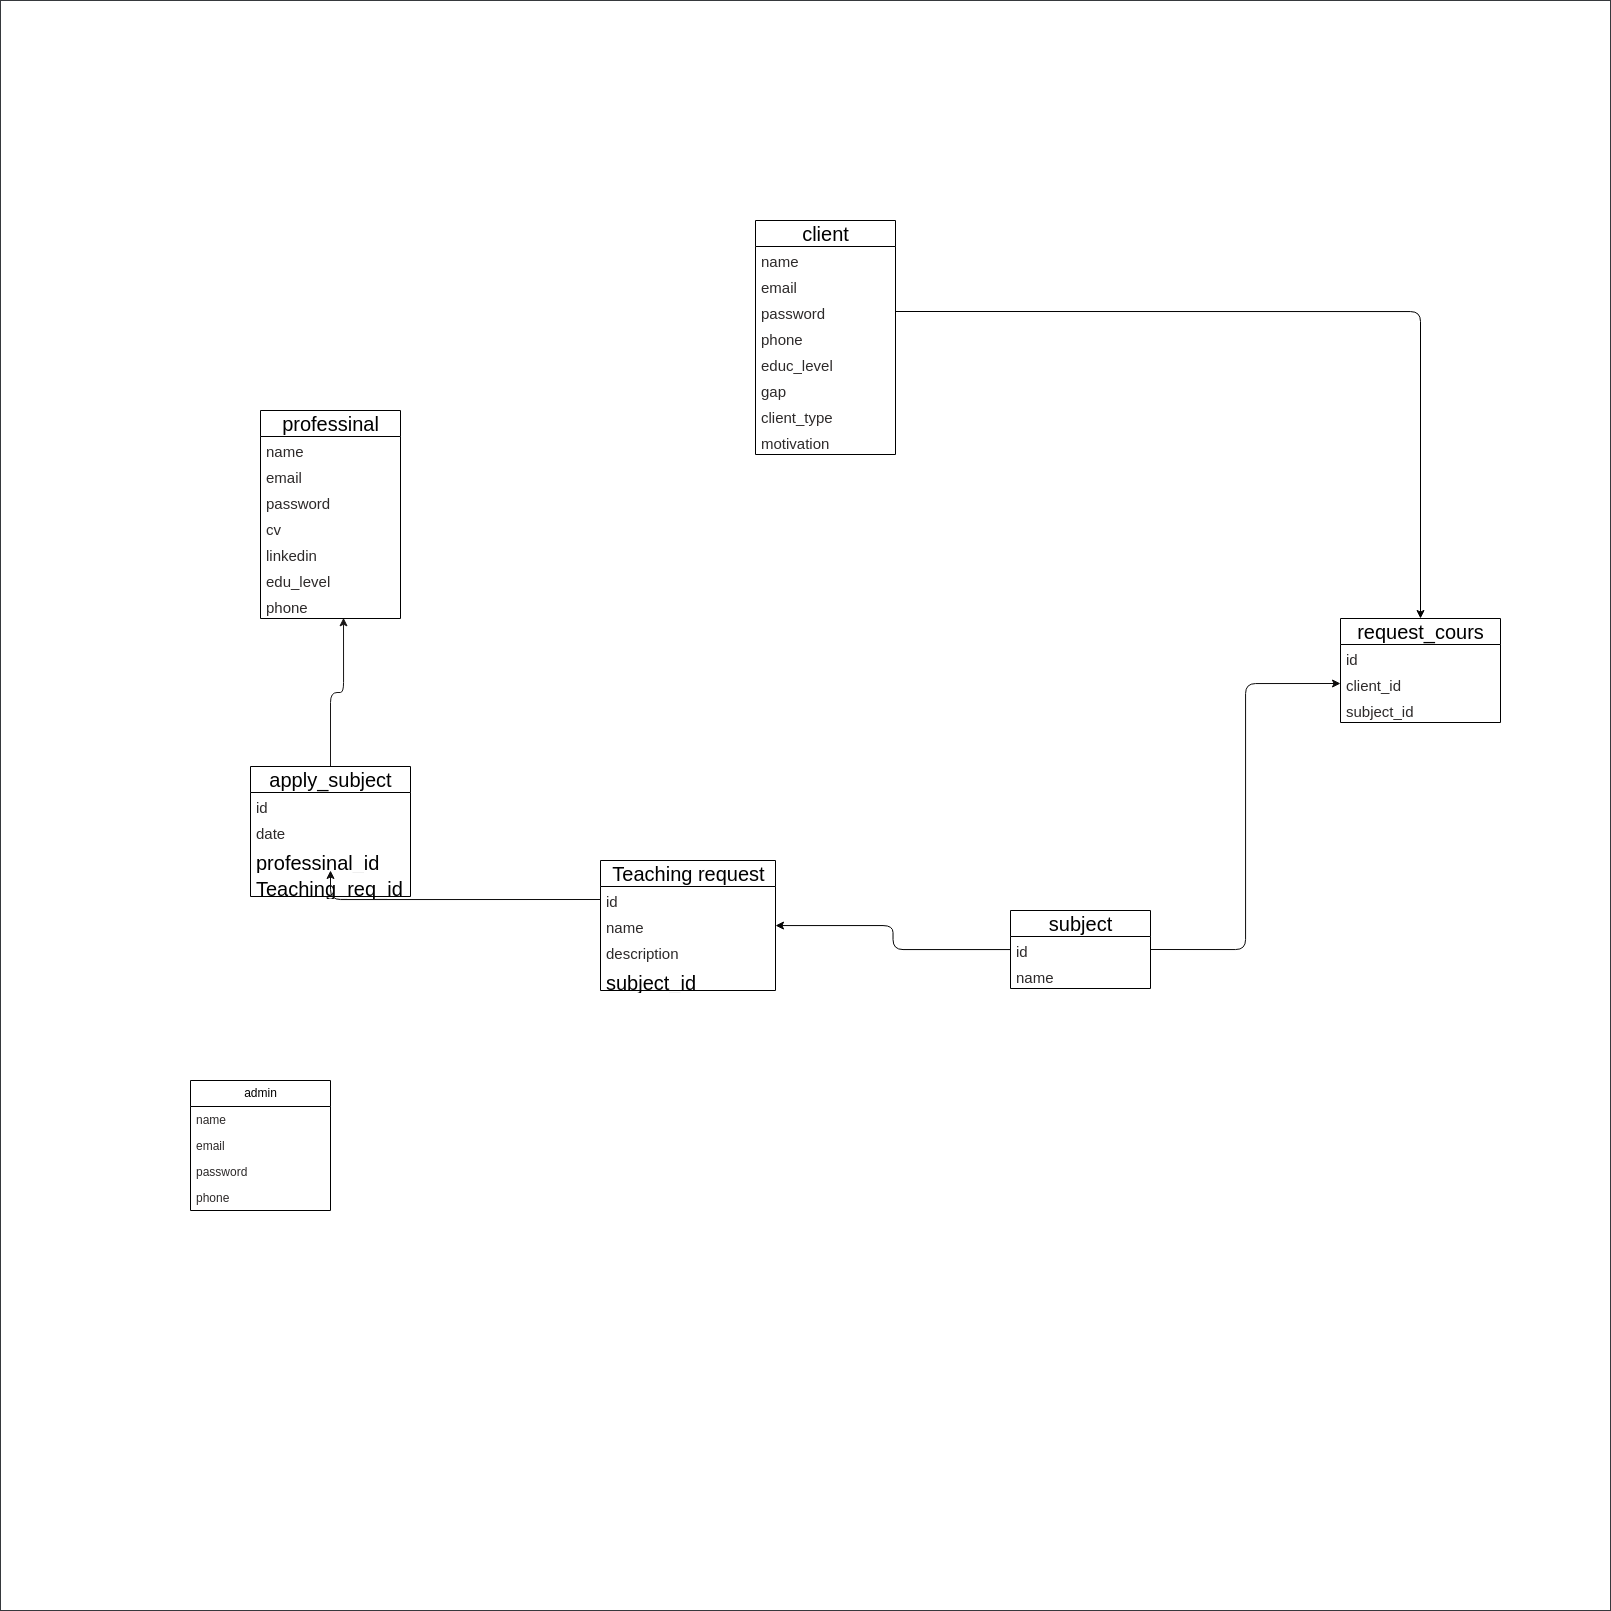 client
name
email
password
phone
educ_level
gap
client_type
motivation
professinal
name
email
password
cv
linkedin
edu_level
phone
request_cours
id
client_id
subject_id
apply_subject
id
date
professinal_id
Teaching_req_id
Teaching request
id
name
description
subject_id
subject
id
name
admin
name
email
password
phone